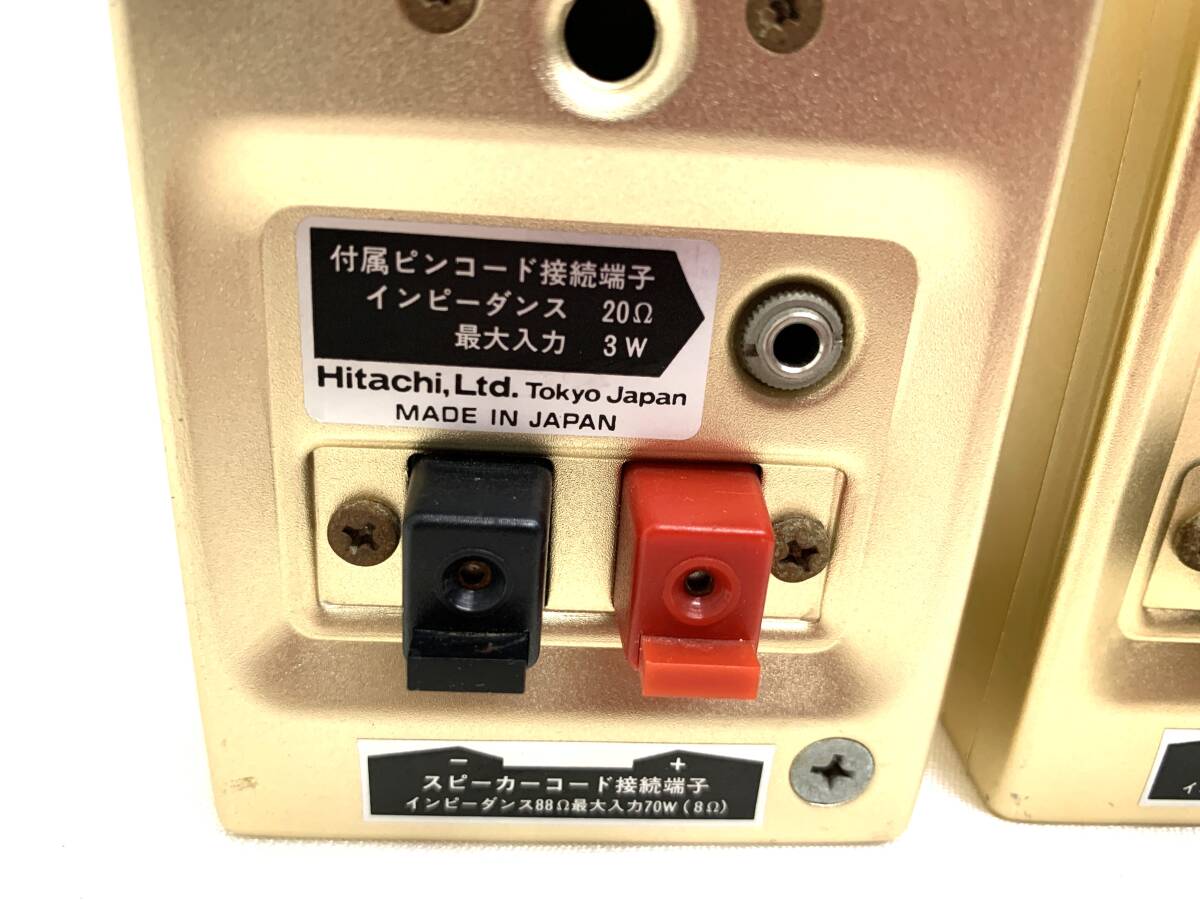 付属ピンコード接続端子
インピーダンス 20Ω
最大入力 3W
Hitachi,Ltd. Tokyo Japan
MADE IN JAPAN
− +
スピーカーコード接続端子
インピーダンス88Ω最大入力70W(8Ω)